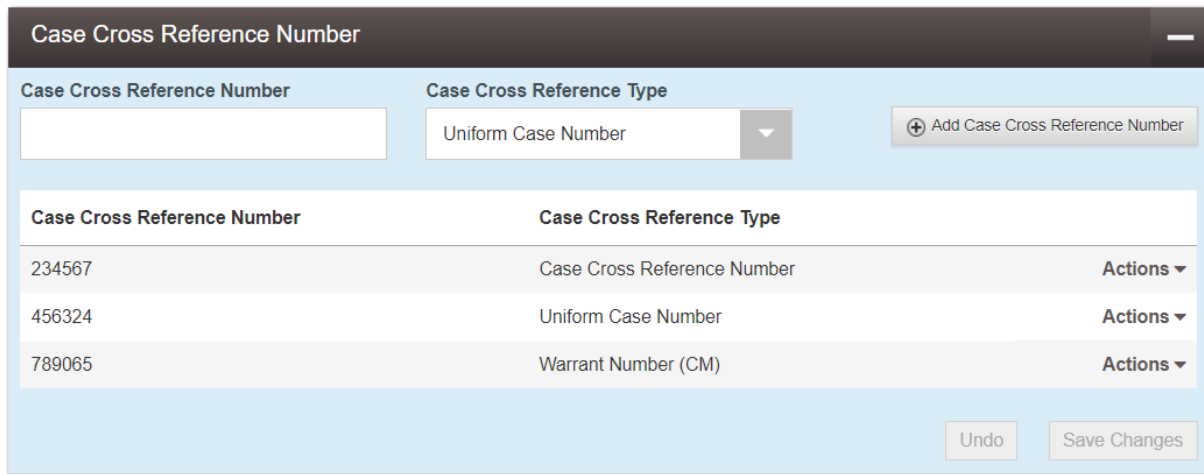 Case Cross Reference Number
Case Cross Reference Number Case Cross Reference Type
Uniform Case Number
Add Case Cross Reference Number
Case Cross Reference Number Case Cross Reference Type
234567 Case Cross Reference Number Actions
456324 Uniform Case Number Actions
789065 Warrant Number (CM) Actions
Undo Save Changes